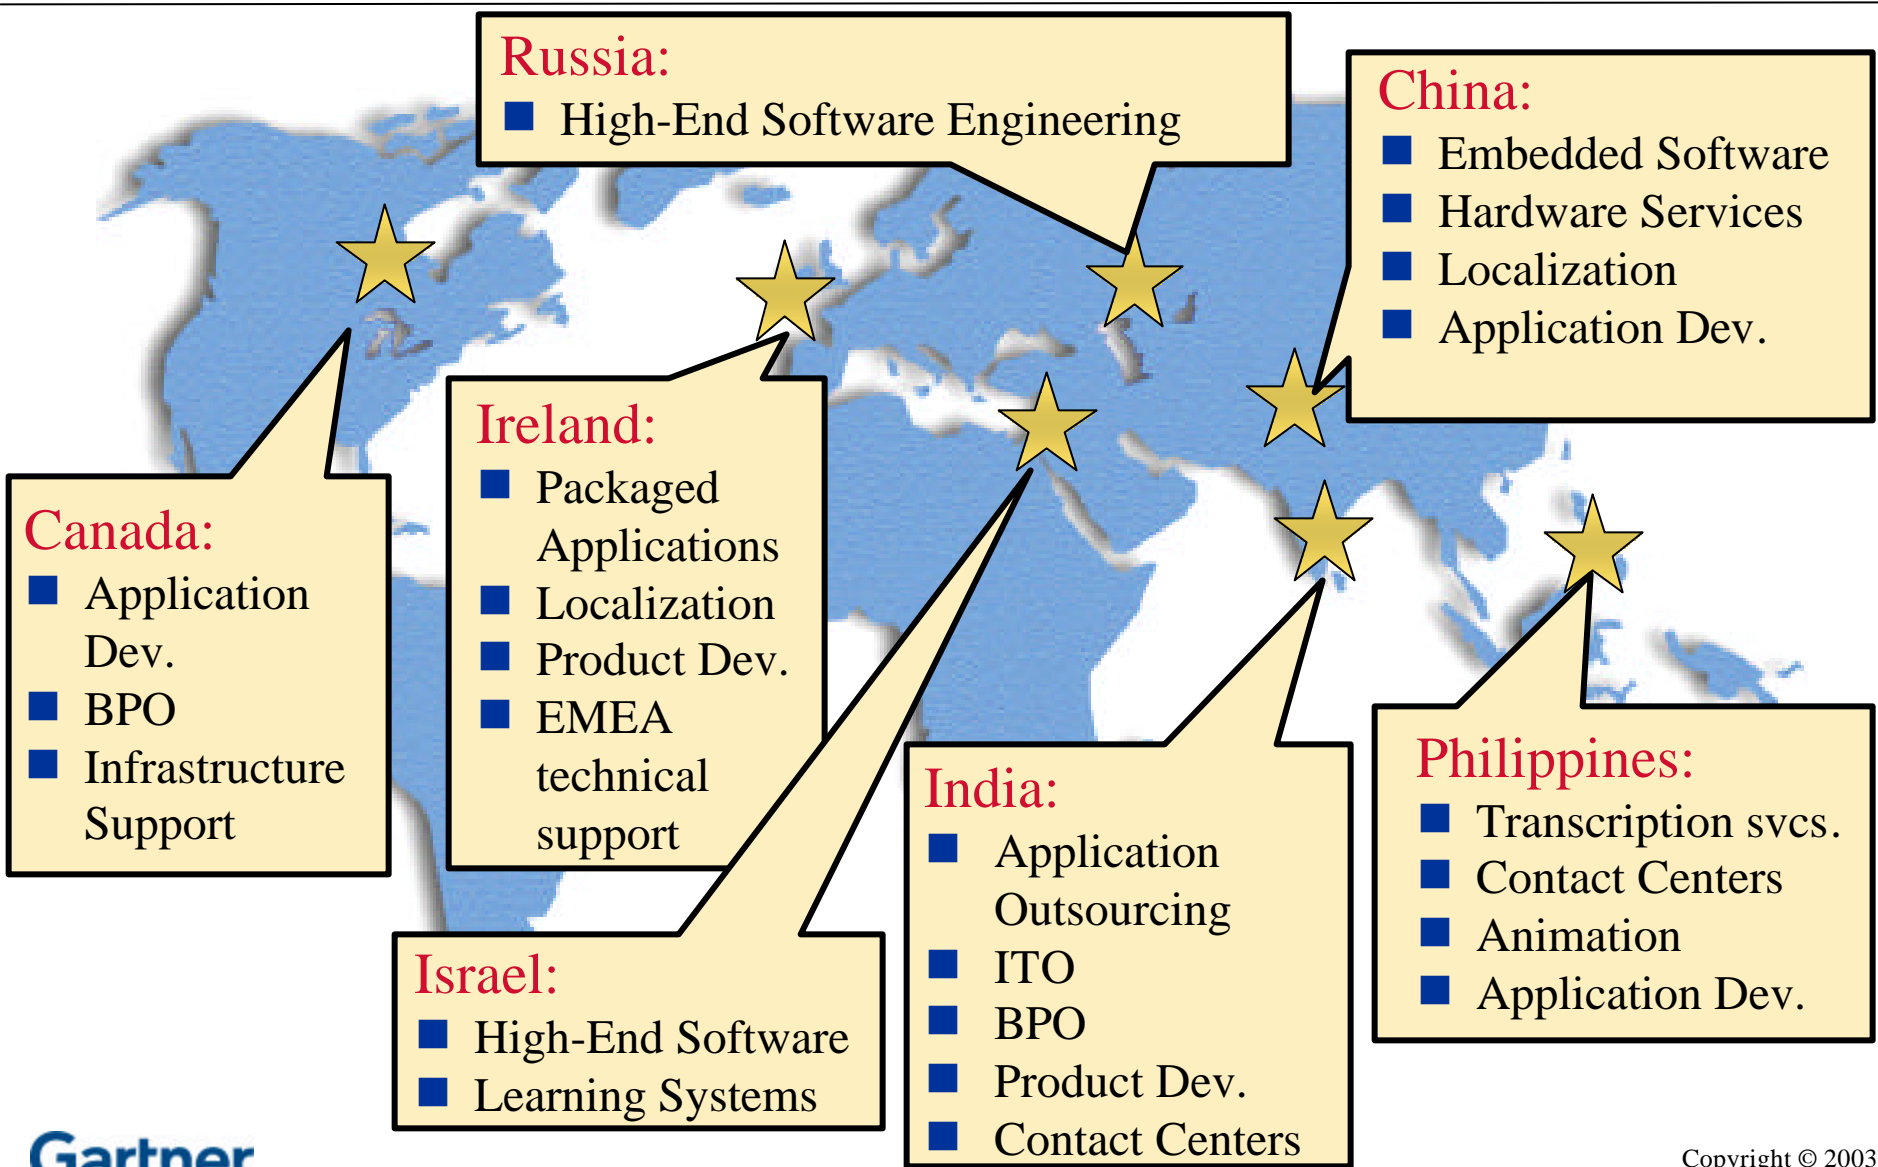 Russia:
High-End Software Engineering
China:
Embedded Software
Hardware Services
Localization
Application Dev.
Ireland:
Packaged
Applications
Localization
Product Dev.
EMEA
technical
support
Canada:
Application
Dev.
BPO
Infrastructure
Support
Israel:
High-End Software
Learning Systems
India:
Application
Outsourcing
ITO
BPO
Product Dev.
Contact Centers
Philippines:
Transcription svcs.
Contact Centers
Animation
Application Dev.
Gartner
Copyright © 2003